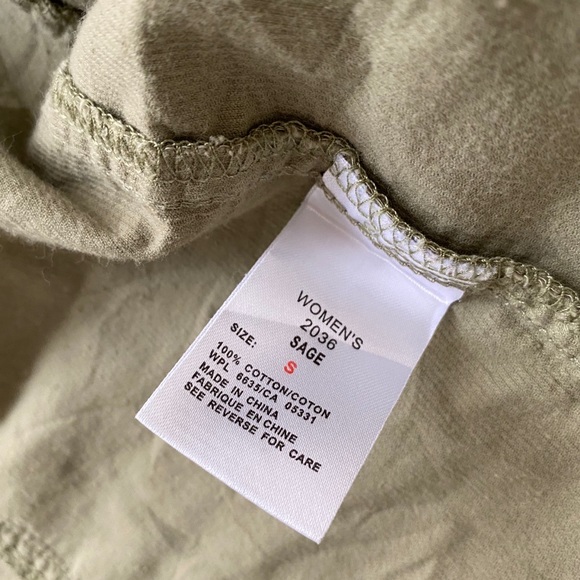 WOMEN'S
2036
SAGE
SIZE: S
100% COTTON/COTON
WPL 6635/CA 05331
MADE IN CHINA
FABRIQUE EN CHINE
SEE REVERSE FOR CARE